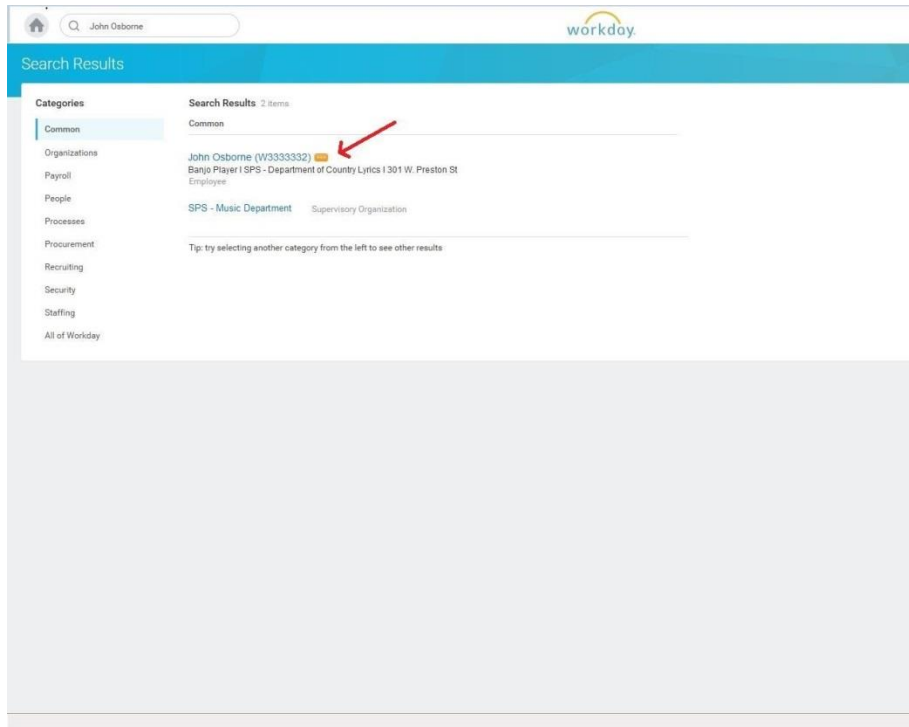 John Osborne
workday.
Search Results
Categories
Common
Organizations
Payroll
People
Processes
Procurement
Recruiting
Security
Staffing
All of Workday
Search Results 2 items
Common
John Osborne (W3333332)
Banjo Player I SPS - Department of Country Lyrics I 301 W. Preston St
Employee
SPS - Music Department Supervisory Organization
Tip: try selecting another category from the left to see other results